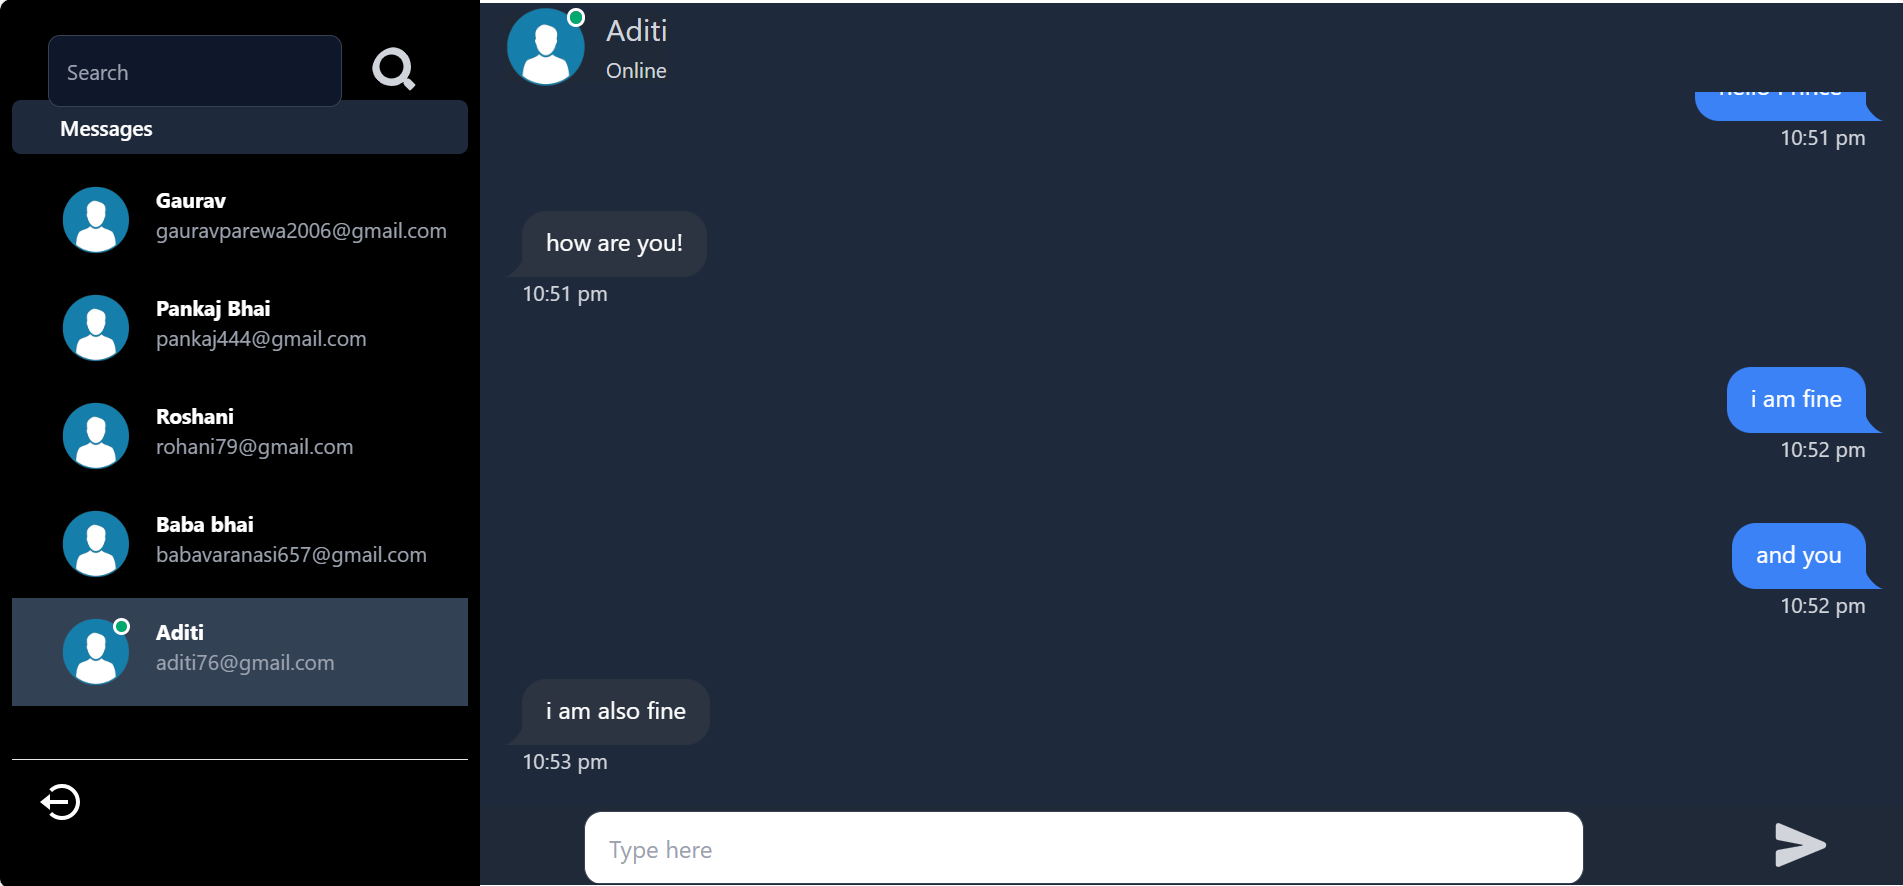 Search
Messages
Gaurav
gauravparewa2006@gmail.com
Pankaj Bhai
pankaj444@gmail.com
Roshani
rohani79@gmail.com
Baba bhai
babavaranasi657@gmail.com
Aditi
aditi76@gmail.com
Aditi
Online
hello Prince
10:51 pm
how are you!
10:51 pm
i am fine
10:52 pm
and you
10:52 pm
i am also fine
10:53 pm
Type here